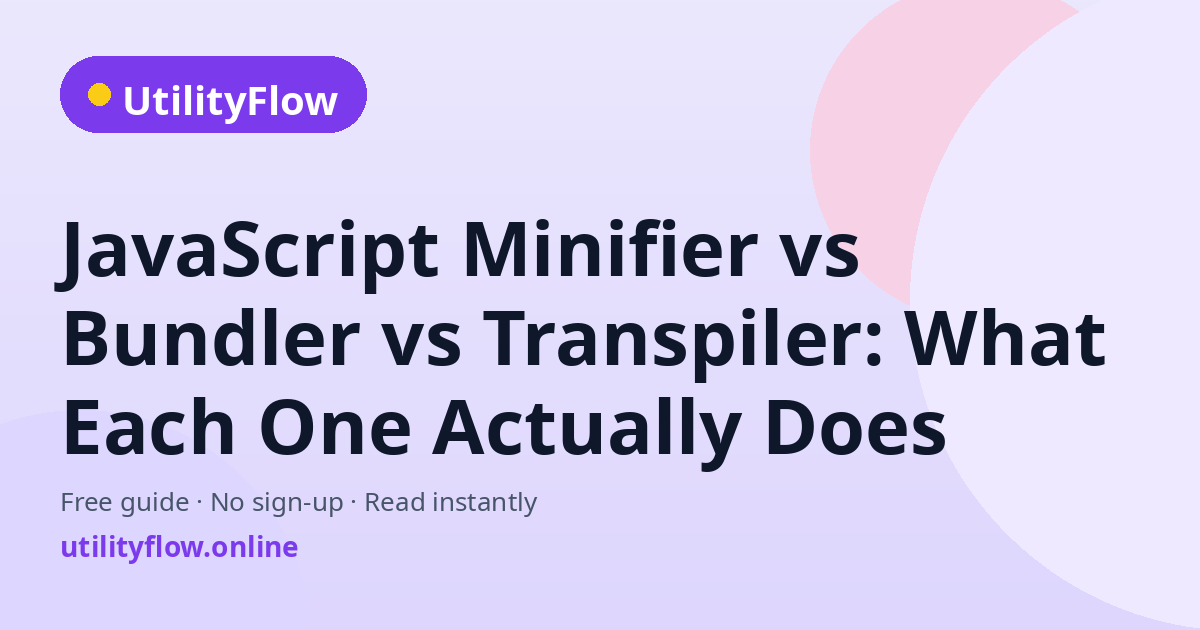 UtilityFlow
JavaScript Minifier vs
Bundler vs Transpiler: What
Each One Actually Does
Free guide · No sign-up · Read instantly
utilityflow.online